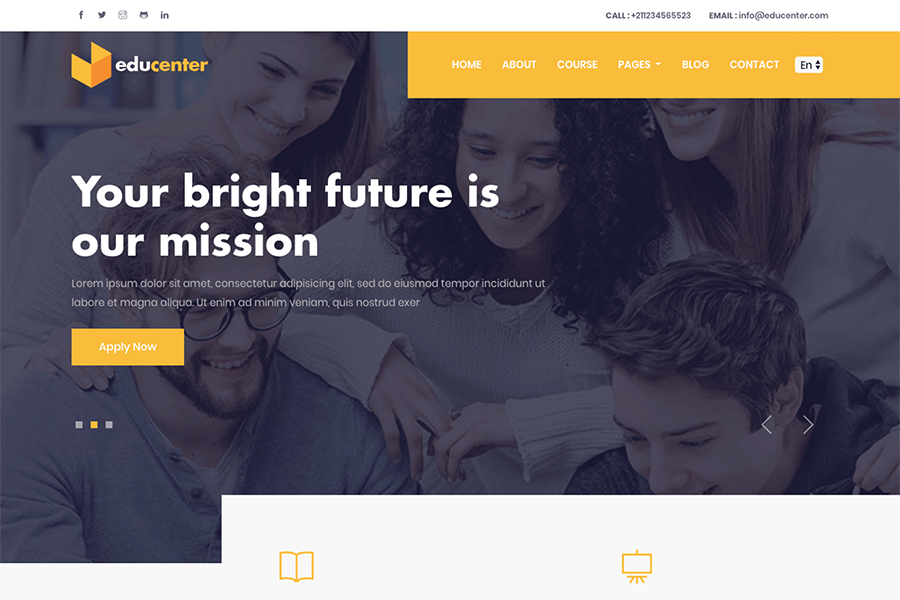 CALL : +211234565523 EMAIL : info@educenter.com
educenter
HOME ABOUT COURSE PAGES BLOG CONTACT En
Your bright future is
our mission
Lorem ipsum dolor sit amet, consectetur adipisicing elit, sed do eiusmod tempor incididunt ut
labore et magna aliqua. Ut enim ad minim veniam, quis nostrud exer
Apply Now